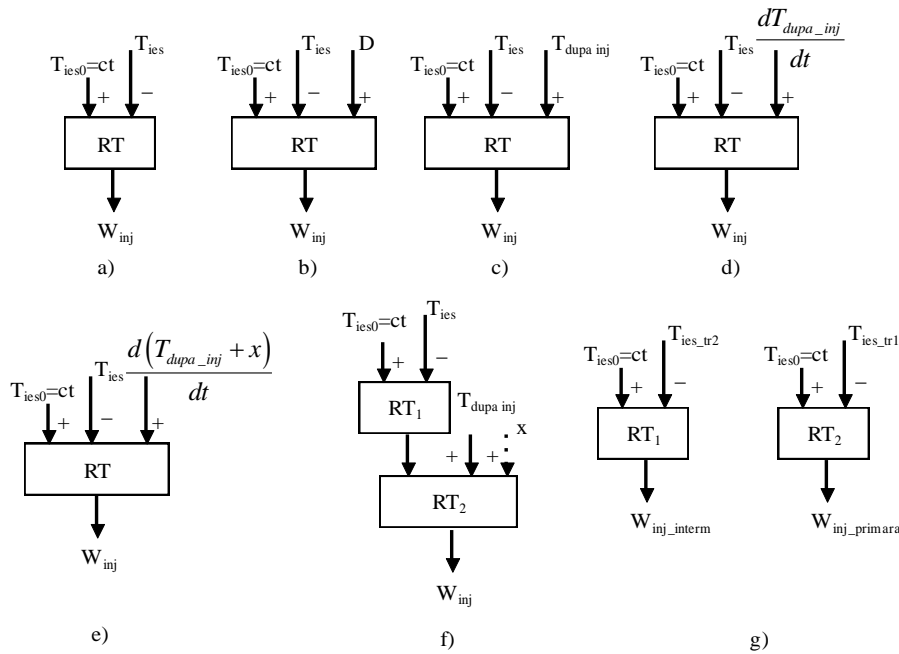 T_ies0=ct T_ies
+ −
RT
W_inj
a)
T_ies0=ct T_ies D
+ − +
RT
W_inj
b)
T_ies0=ct T_ies T_dupa inj
+ − +
RT
W_inj
c)
T_ies0=ct T_ies dT_dupa_inj
dt
+ − +
RT
W_inj
d)
T_ies0=ct T_ies d(T_dupa_inj + x)
dt
+ − +
RT
W_inj
e)
T_ies0=ct T_ies
+ −
RT_1
T_dupa inj x
+ +
RT_2
W_inj
f)
T_ies0=ct T_ies_tr2
+ −
RT_1
W_inj_interm
T_ies0=ct T_ies_tr1
+ −
RT_2
W_inj_primara
g)